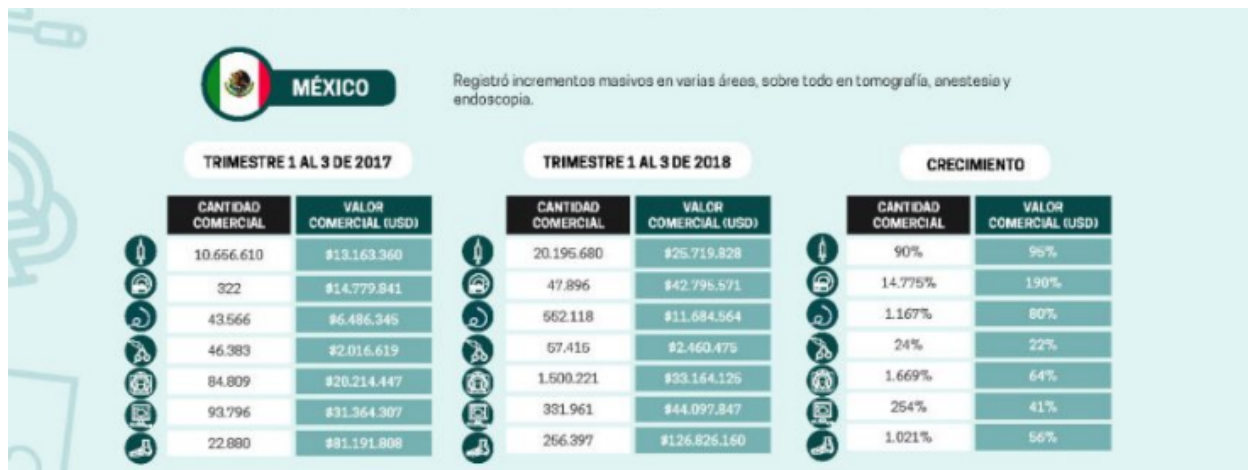 MÉXICO
Registró incrementos masivos en varias áreas, sobre todo en tomografía, anestesia y
endoscopia.
TRIMESTRE 1 AL 3 DE 2017
TRIMESTRE 1 AL 3 DE 2018
CRECIMIENTO
CANTIDAD COMERCIAL VALOR COMERCIAL (USD) CANTIDAD COMERCIAL VALOR COMERCIAL (USD) CANTIDAD COMERCIAL VALOR COMERCIAL (USD)
10.656.610 $13.163.360 20.195.680 $25.719.828 90% 95%
322 $14.779.841 47.896 $42.795.571 14.775% 190%
43.566 $6.486.345 552.118 $11.684.564 1.167% 80%
46.383 $2.016.619 57.415 $2.460.475 24% 22%
84.809 $20.214.447 1.500.221 $33.164.125 1.669% 64%
93.796 $31.364.307 331.961 $44.097.847 254% 41%
22.880 $81.191.808 256.397 $126.826.160 1.021% 56%